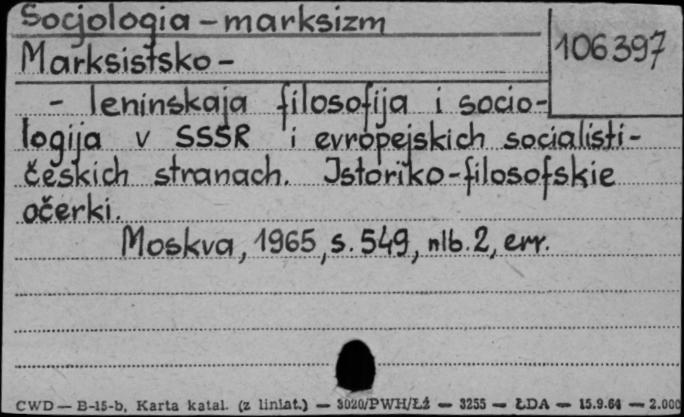 Socjologia – marksizm
106397
Marksistsko –
– leninskaja filosofija i socio-
logija v SSSR i evropejskich socialisti-
českich stranach. Istoriko-filosofskie
očerki.
Moskva, 1965, s. 549, nlb. 2, err.
CWD — B-15-b, Karta katal. (z liniat.) — 3020/PWH/Łź — 3255 — ŁDA — 15.9.64 — 2.000